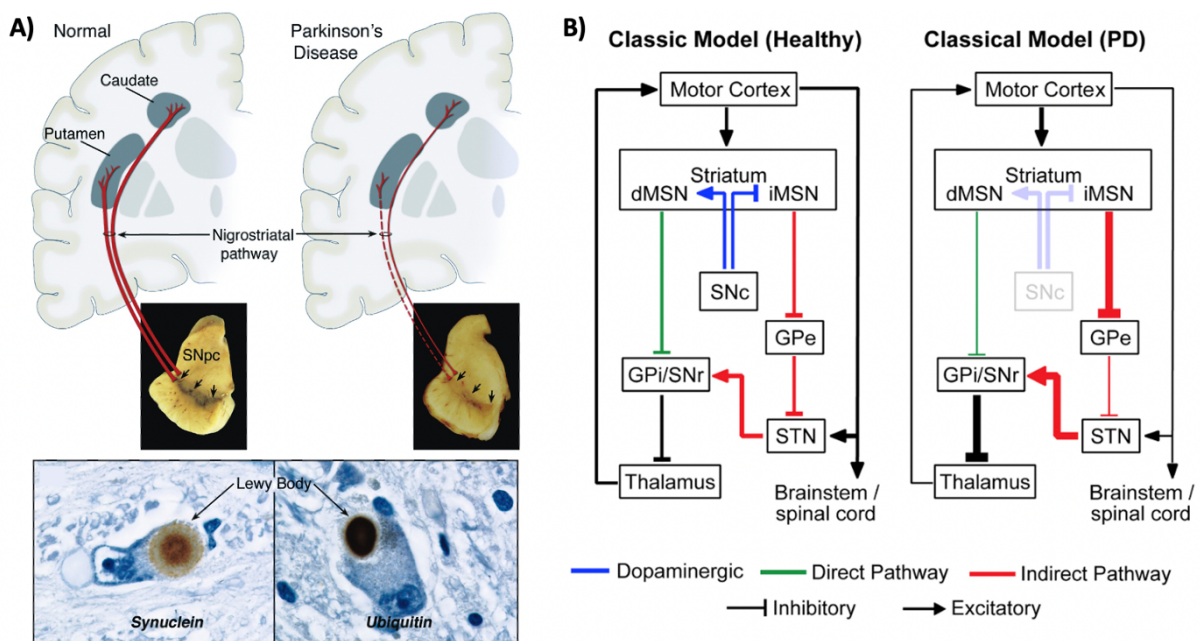 A)
Normal
Parkinson's
Disease
Caudate
Putamen
Nigrostriatal
pathway
SNpc
Lewy Body
Synuclein
Ubiquitin
B)
Classic Model (Healthy)
Motor Cortex
Striatum
dMSN
iMSN
SNc
GPe
GPi/SNr
STN
Thalamus
Brainstem /
spinal cord
Classical Model (PD)
Motor Cortex
Striatum
dMSN
iMSN
SNc
GPe
GPi/SNr
STN
Thalamus
Brainstem /
spinal cord
Dopaminergic
Direct Pathway
Indirect Pathway
Inhibitory
Excitatory